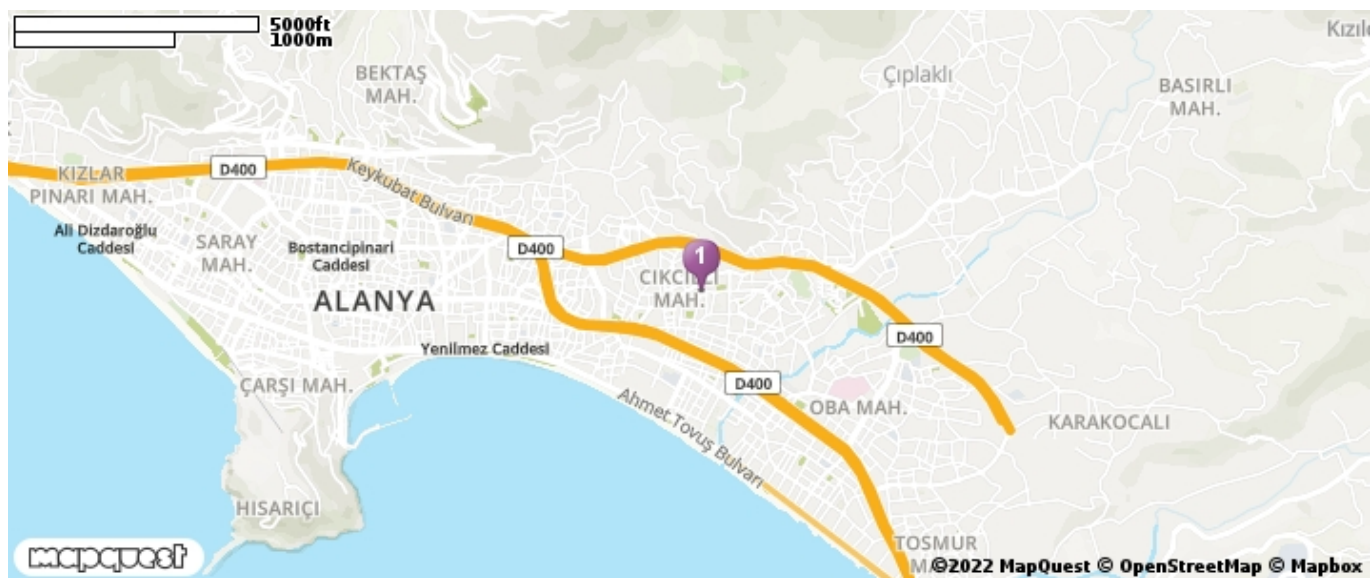 5000ft
1000m
BEKTAŞ
MAH.
Çıplaklı
BASIRLI
MAH.
KIZLAR
PINARI MAH.
D400
Keykubat Bulvarı
Ali Dizdaroğlu
Caddesi
SARAY
MAH.
Bostancipinari
Caddesi
D400
1
MAH.
ALANYA
Yenilmez Caddesi
D400
ÇARŞI MAH.
D400
Ahmet Tovuş Bulvarı
OBA MAH.
KARAKOCALI
HISARIÇI
TOSMUR
mapquest
©2022 MapQuest © OpenStreetMap © Mapbox